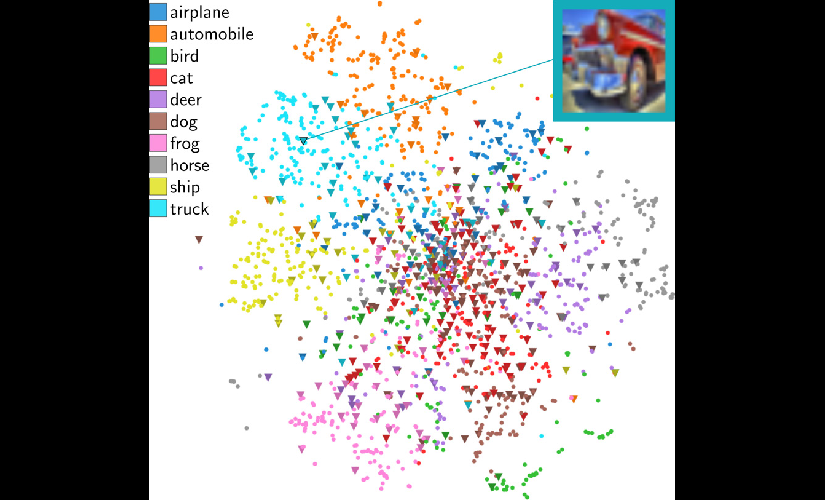 airplane
automobile
bird
cat
deer
dog
frog
horse
ship
truck